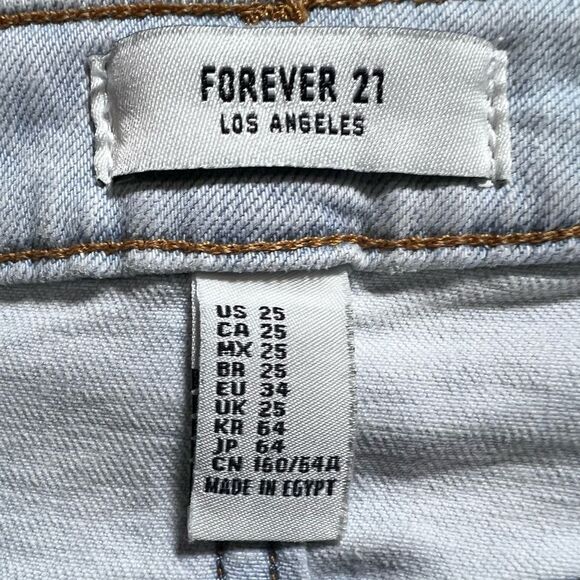 FOREVER 21
LOS ANGELES
US 25
CA 25
MX 25
BR 25
EU 34
UK 25
KR 64
JP 64
CN 160/64A
MADE IN EGYPT